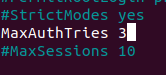 #StrictModes yes
MaxAuthTries 3
#MaxSessions 10